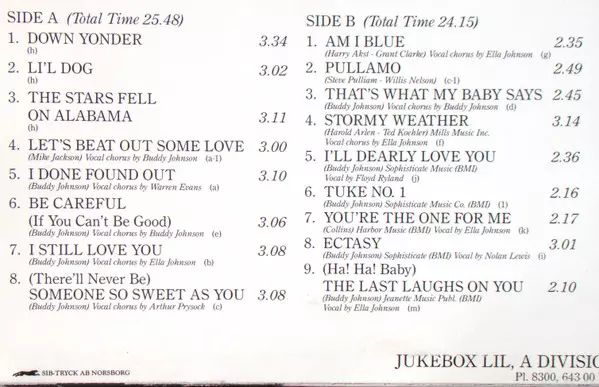 SIDE A (Total Time 25.48)
1. DOWN YONDER 3.34
(h)
2. LI'L DOG 3.02
(h)
3. THE STARS FELL
ON ALABAMA 3.11
(h)
4. LET'S BEAT OUT SOME LOVE 3.00
(Mike Jackson) Vocal chorus by Buddy Johnson (a-1)
5. I DONE FOUND OUT 3.10
(Buddy Johnson) Vocal chorus by Warren Evans (a)
6. BE CAREFUL
(If You Can't Be Good) 3.06
(Buddy Johnson) Vocal chorus by Buddy Johnson (e)
7. I STILL LOVE YOU 3.08
(Buddy Johnson) Vocal chorus by Ella Johnson (b)
8. (There'll Never Be)
SOMEONE SO SWEET AS YOU 3.08
(Buddy Johnson) Vocal chorus by Arthur Prysock (c)
SIB-TRYCK AB NORSBORG
SIDE B (Total Time 24.15)
1. AM I BLUE 2.35
(Harry Akst - Grant Clarke) Vocal chorus by Ella Johnson (g)
2. PULLAMO 2.49
(Steve Pulliam - Willis Nelson) (c-1)
3. THAT'S WHAT MY BABY SAYS 2.45
(Buddy Johnson) Vocal chorus by Buddy Johnson (d)
4. STORMY WEATHER 3.14
(Harold Arlen - Ted Koehler) Mills Music Inc.
Vocal chorus by Ella Johnson (f)
5. I'LL DEARLY LOVE YOU 2.36
(Buddy Johnson) Sophisticate Music (BMI)
Vocal by Floyd Ryland (j)
6. TUKE NO. 1 2.16
(Buddy Johnson) Sophisticate Music Co. (BMI) (l)
7. YOU'RE THE ONE FOR ME 2.17
(Collins) Harbor Music (BMI) Vocal by Ella Johnson (k)
8. ECTASY 3.01
(Buddy Johnson) Sophisticate (BMI) Vocal by Nolan Lewis (i)
9. (Ha! Ha! Baby)
THE LAST LAUGHS ON YOU 2.10
(Buddy Johnson) Jeanette Music Publ. (BMI)
Vocal by Ella Johnson (m)
JUKEBOX LIL, A DIVISIO
Pl. 8300, 643 00